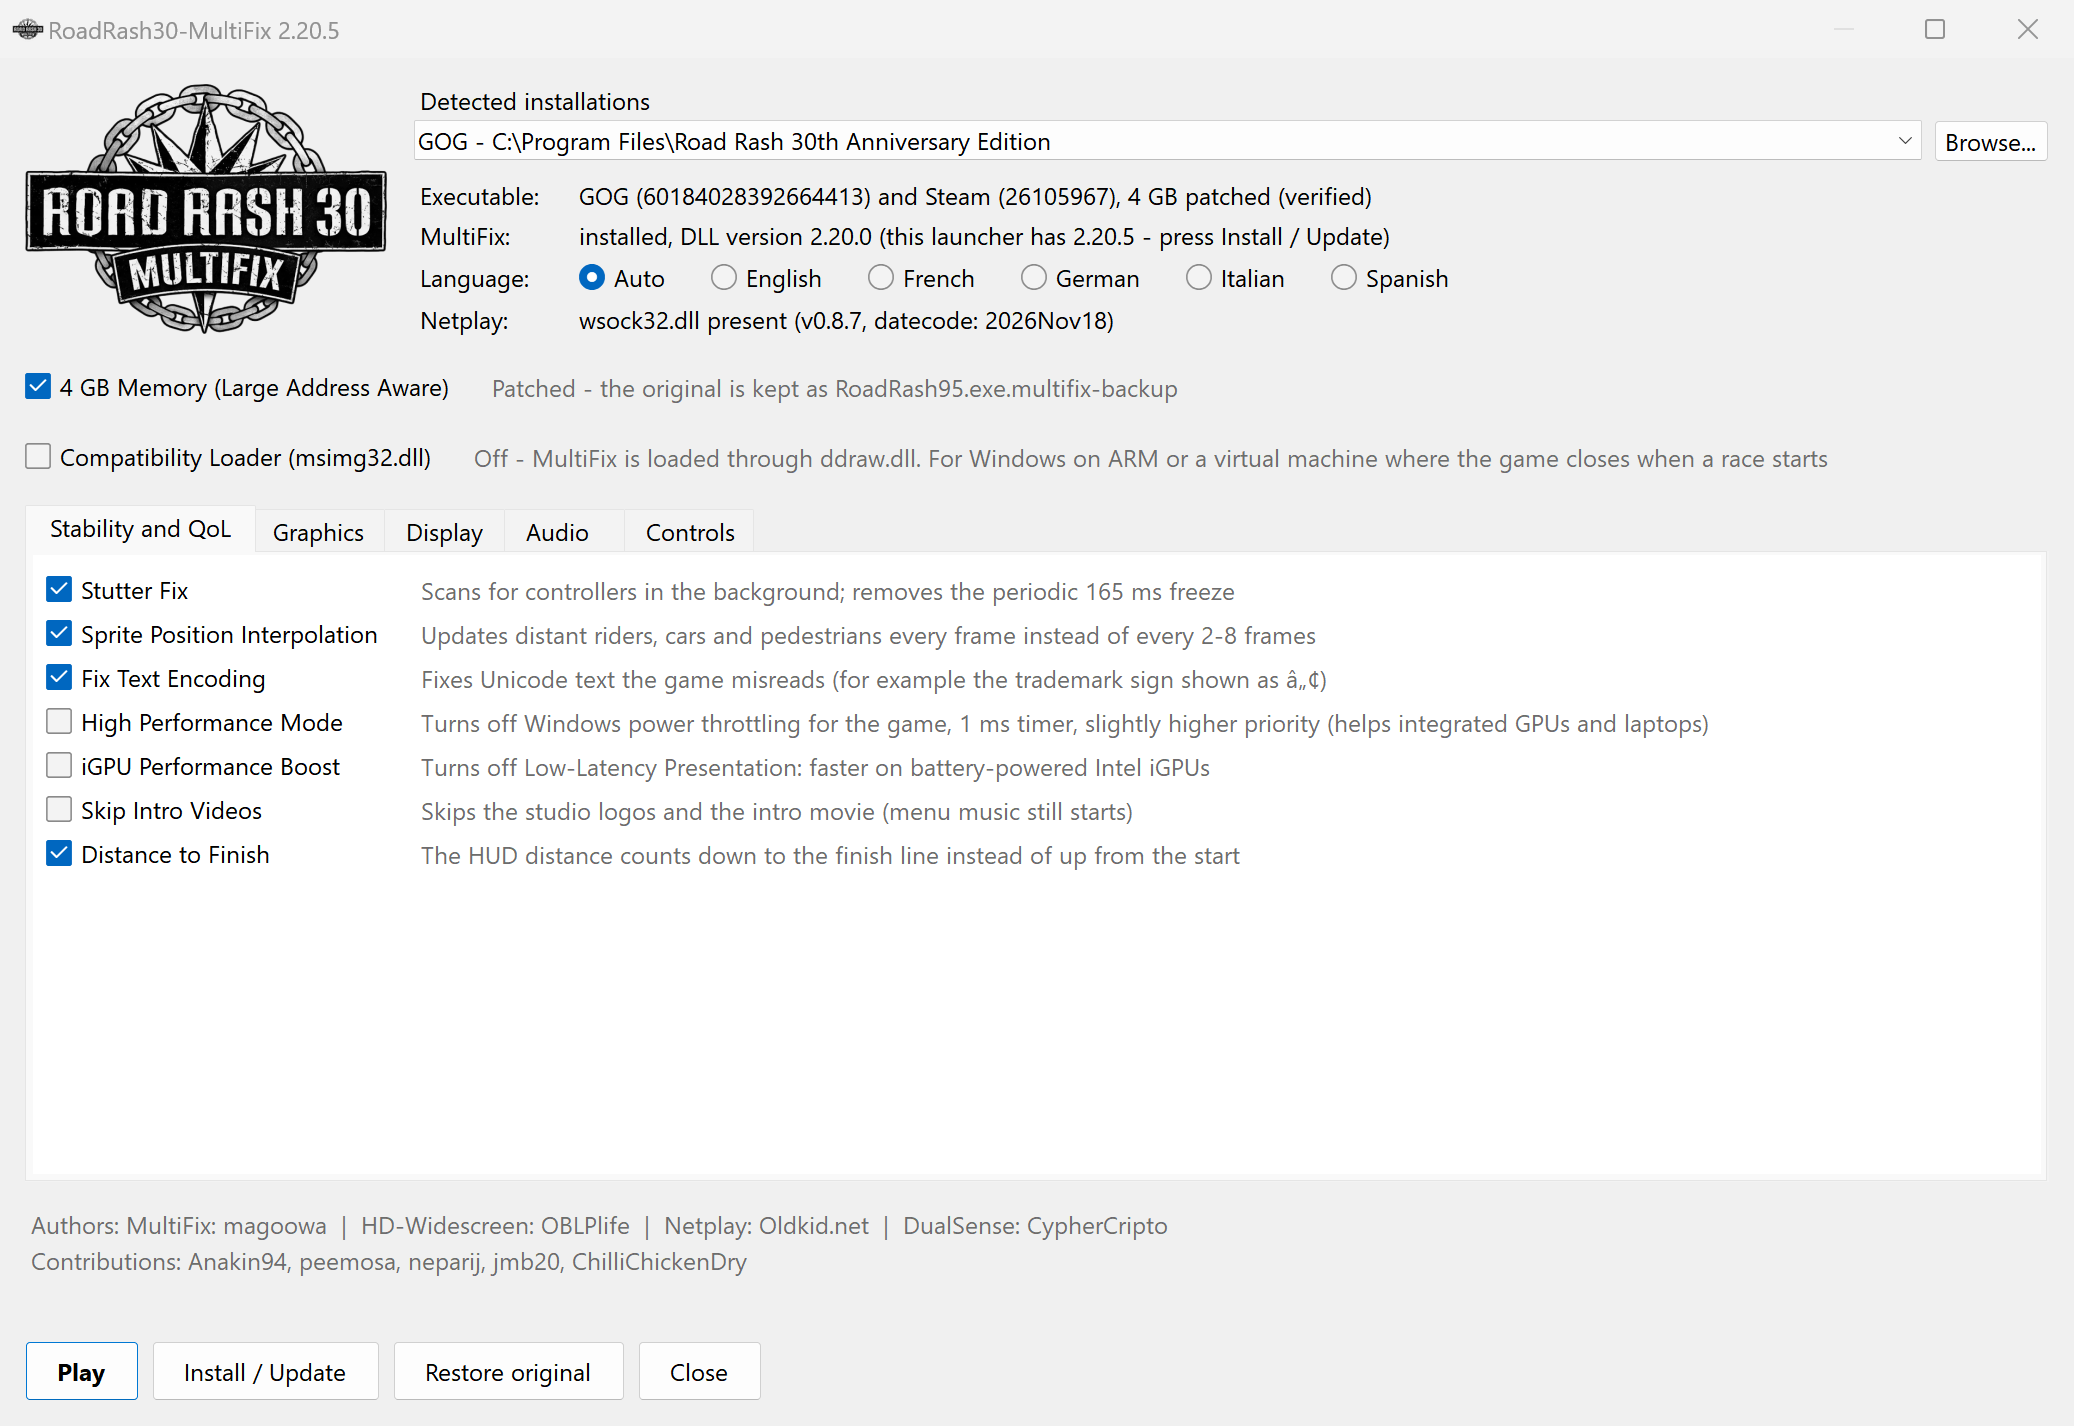 RoadRash30-MultiFix 2.20.5
ROAD RASH 30
MULTIFIX
Detected installations
GOG - C:\Program Files\Road Rash 30th Anniversary Edition
Browse...
Executable: GOG (60184028392664413) and Steam (26105967), 4 GB patched (verified)
MultiFix: installed, DLL version 2.20.0 (this launcher has 2.20.5 - press Install / Update)
Language: Auto English French German Italian Spanish
Netplay: wsock32.dll present (v0.8.7, datecode: 2026Nov18)
4 GB Memory (Large Address Aware) Patched - the original is kept as RoadRash95.exe.multifix-backup
Compatibility Loader (msimg32.dll) Off - MultiFix is loaded through ddraw.dll. For Windows on ARM or a virtual machine where the game closes when a race starts
Stability and QoL Graphics Display Audio Controls
Stutter Fix Scans for controllers in the background; removes the periodic 165 ms freeze
Sprite Position Interpolation Updates distant riders, cars and pedestrians every frame instead of every 2-8 frames
Fix Text Encoding Fixes Unicode text the game misreads (for example the trademark sign shown as â„¢)
High Performance Mode Turns off Windows power throttling for the game, 1 ms timer, slightly higher priority (helps integrated GPUs and laptops)
iGPU Performance Boost Turns off Low-Latency Presentation: faster on battery-powered Intel iGPUs
Skip Intro Videos Skips the studio logos and the intro movie (menu music still starts)
Distance to Finish The HUD distance counts down to the finish line instead of up from the start
Authors: MultiFix: magoowa | HD-Widescreen: OBLPlife | Netplay: Oldkid.net | DualSense: CypherCripto
Contributions: Anakin94, peemosa, neparij, jmb20, ChilliChickenDry
Play Install / Update Restore original Close